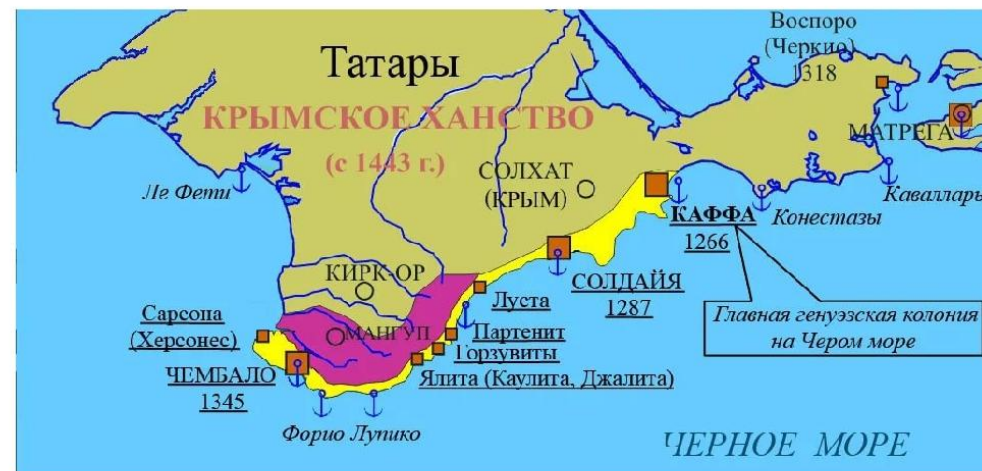 Воспоро
(Черкио)
1318
Татары
КРЫМСКОЕ ХАНСТВО
(с 1443 г.)
МАТРЕГА
СОЛХАТ
(КРЫМ)
Ле Фети
Каваллары
КАФФА
1266
Конестазы
КИРК-ОР
СОЛДАЙЯ
1287
Луста
Сарсона
(Херсонес)
Главная генуэзская колония
на Чером море
МАНГУП
Партенит
Горзувиты
ЧЕМБАЛО
1345
Ялита (Каулита, Джалита)
Форио Лупико
ЧЕРНОЕ МОРЕ